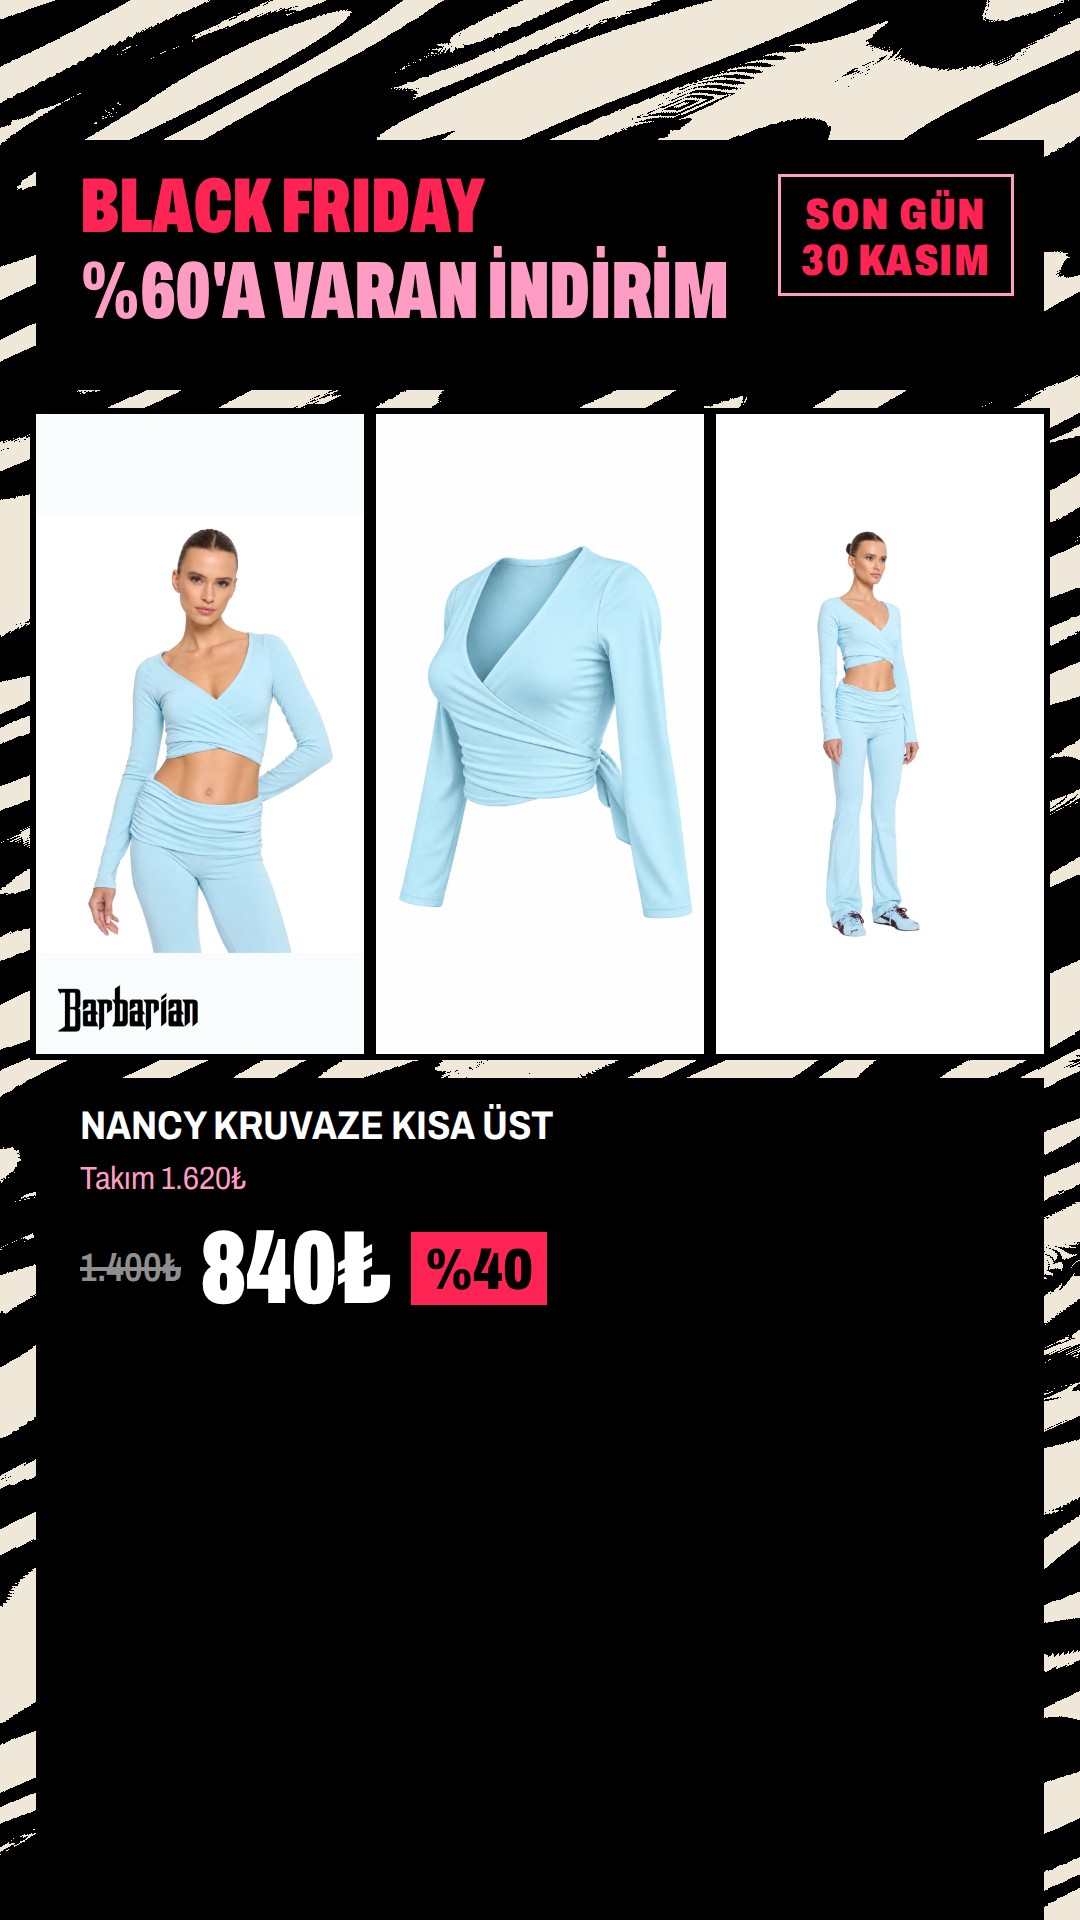 BLACK FRIDAY
%60'A VARAN İNDİRİM
SON GÜN
30 KASIM
Barbarian
NANCY KRUVAZE KISA ÜST
Takım 1.620₺
1.400₺ 840₺ %40